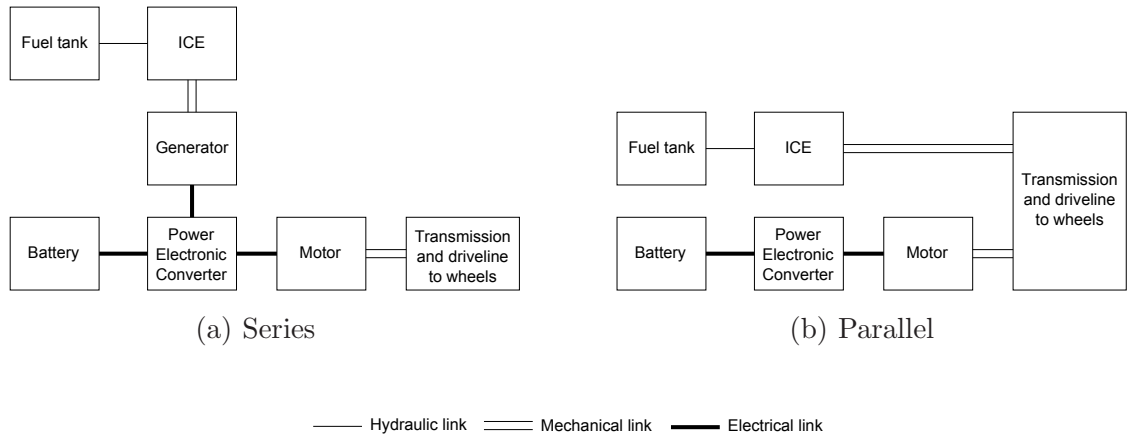 Fuel tank
ICE
Generator
Battery
Power
Electronic
Converter
Motor
Transmission
and driveline
to wheels
(a) Series
Fuel tank
ICE
Transmission
and driveline
to wheels
Battery
Power
Electronic
Converter
Motor
(b) Parallel
Hydraulic link
Mechanical link
Electrical link